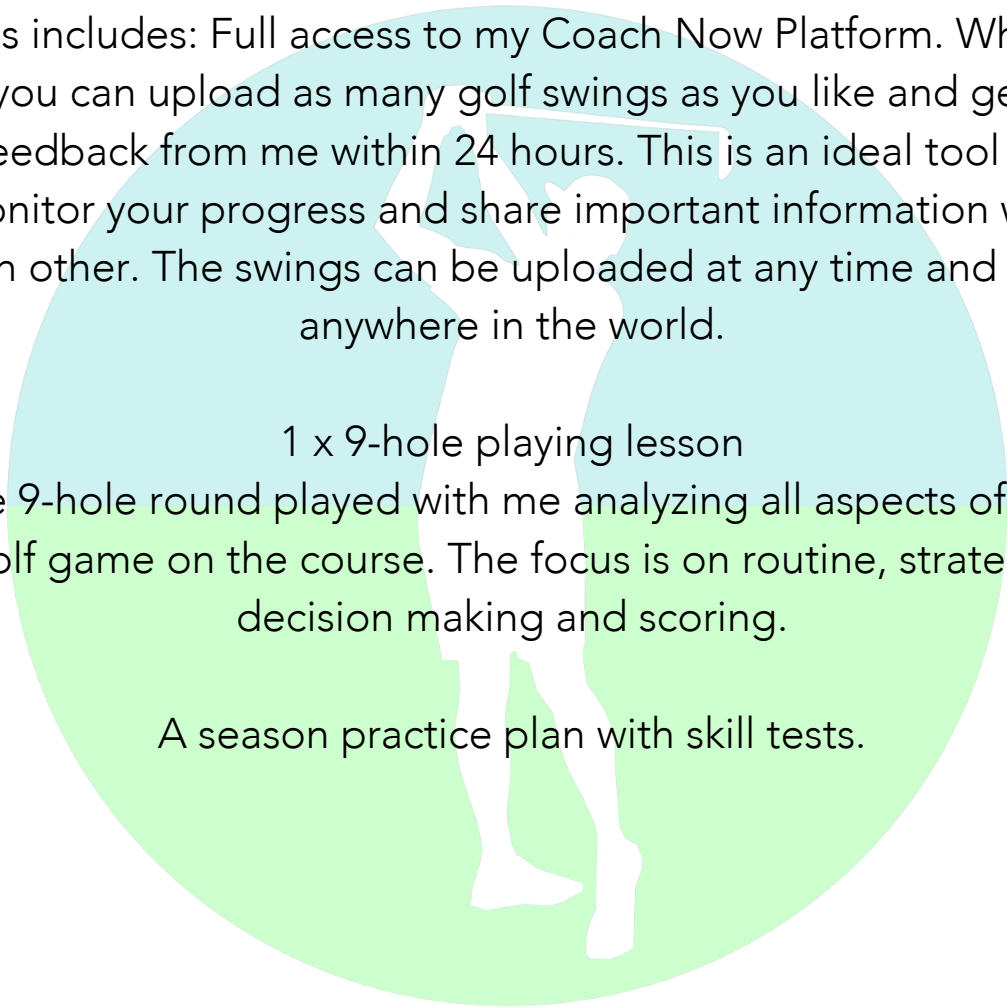 s includes: Full access to my Coach Now Platform. Wh
you can upload as many golf swings as you like and ge
eedback from me within 24 hours. This is an ideal tool
onitor your progress and share important information w
n other. The swings can be uploaded at any time and
anywhere in the world.
1 x 9-hole playing lesson
e 9-hole round played with me analyzing all aspects of
olf game on the course. The focus is on routine, strate
decision making and scoring.
A season practice plan with skill tests.